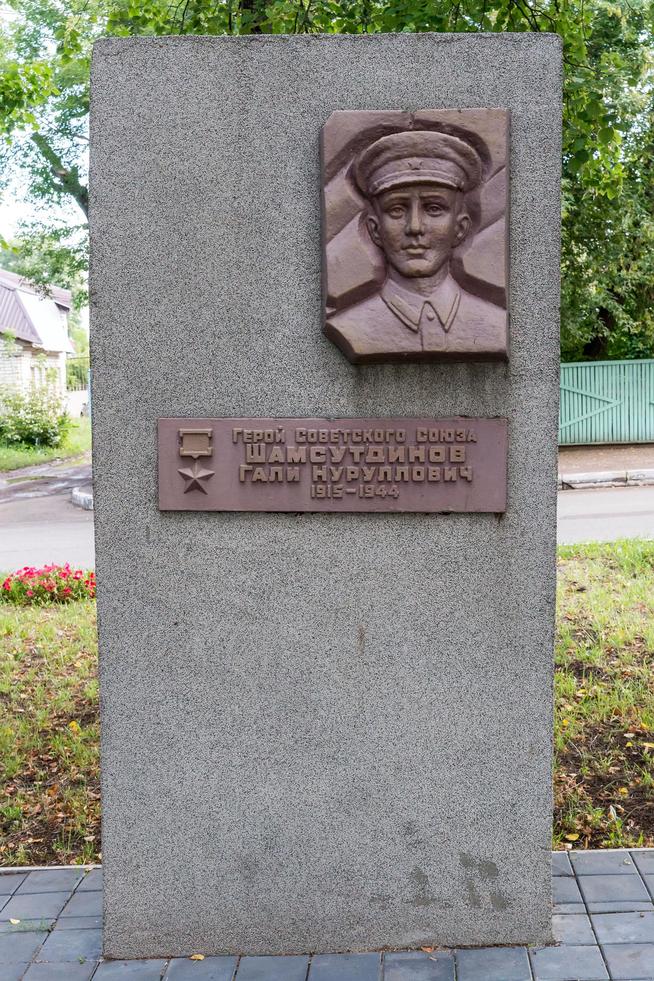 Герой Советского Союза
Шамсутдинов
Гали Нуруллович
1915-1944